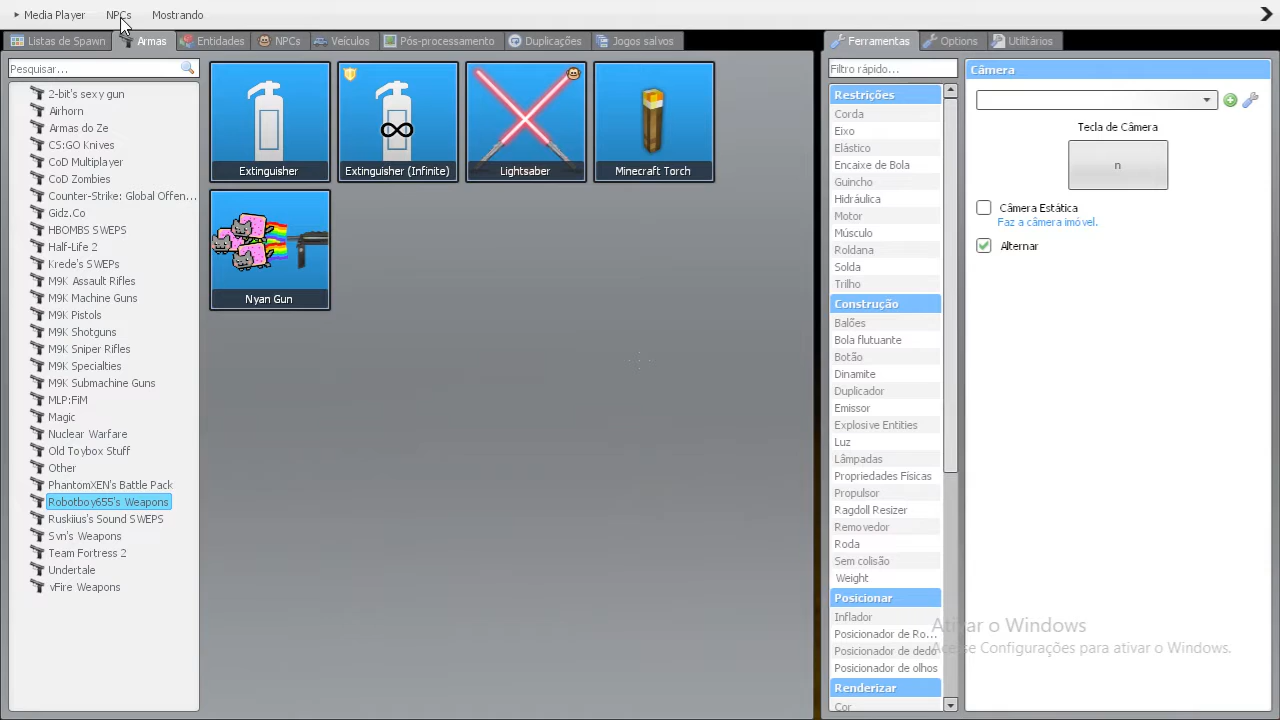 Media Player NPCs Mostrando
Listas de Spawn Armas Entidades NPCs Veículos Pós-processamento Duplicações Jogos salvos
Ferramentas Options Utilitários
Pesquisar...
2-bit's sexy gun
Airhorn
Armas do Ze
CS:GO Knives
CoD Multiplayer
CoD Zombies
Counter-Strike: Global Offen...
Gidz.Co
HBOMBS SWEPS
Half-Life 2
Krede's SWEPs
M9K Assault Rifles
M9K Machine Guns
M9K Pistols
M9K Shotguns
M9K Sniper Rifles
M9K Specialties
M9K Submachine Guns
MLP:FiM
Magic
Nuclear Warfare
Old Toybox Stuff
Other
PhantomXEN's Battle Pack
Robotboy655's Weapons
Ruskiius's Sound SWEPS
Svn's Weapons
Team Fortress 2
Undertale
vFire Weapons
Extinguisher
Extinguisher (Infinite)
Lightsaber
Minecraft Torch
Nyan Gun
Filtro rápido...
Restrições
Corda
Eixo
Elástico
Encaixe de Bola
Guincho
Hidráulica
Motor
Músculo
Roldana
Solda
Trilho
Construção
Balões
Bola flutuante
Botão
Dinamite
Duplicador
Emissor
Explosive Entities
Luz
Lâmpadas
Propriedades Físicas
Propulsor
Ragdoll Resizer
Removedor
Roda
Sem colisão
Weight
Posicionar
Inflador
Posicionador de Ro...
Posicionador de dedo
Posicionador de olhos
Renderizar
Cor
Câmera
Tecla de Câmera
n
Câmera Estática
Faz a câmera imóvel.
Alternar
Ativar o Windows
Acesse Configurações para ativar o Windows.